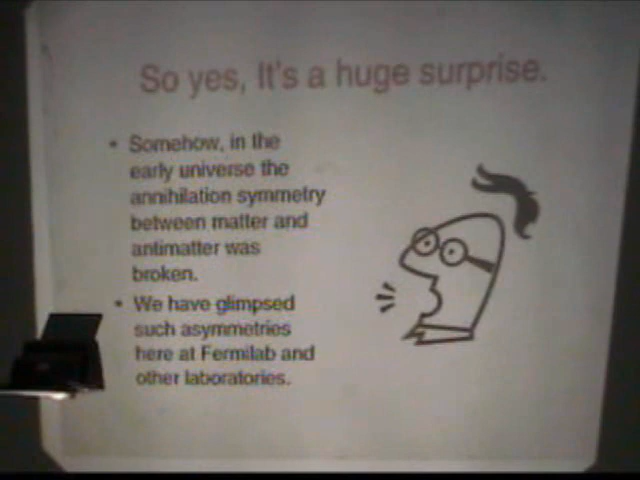 So yes, It's a huge surprise.
• Somehow, in the
early universe the
annihilation symmetry
between matter and
antimatter was
broken.
• We have glimpsed
such asymmetries
here at Fermilab and
other laboratories.